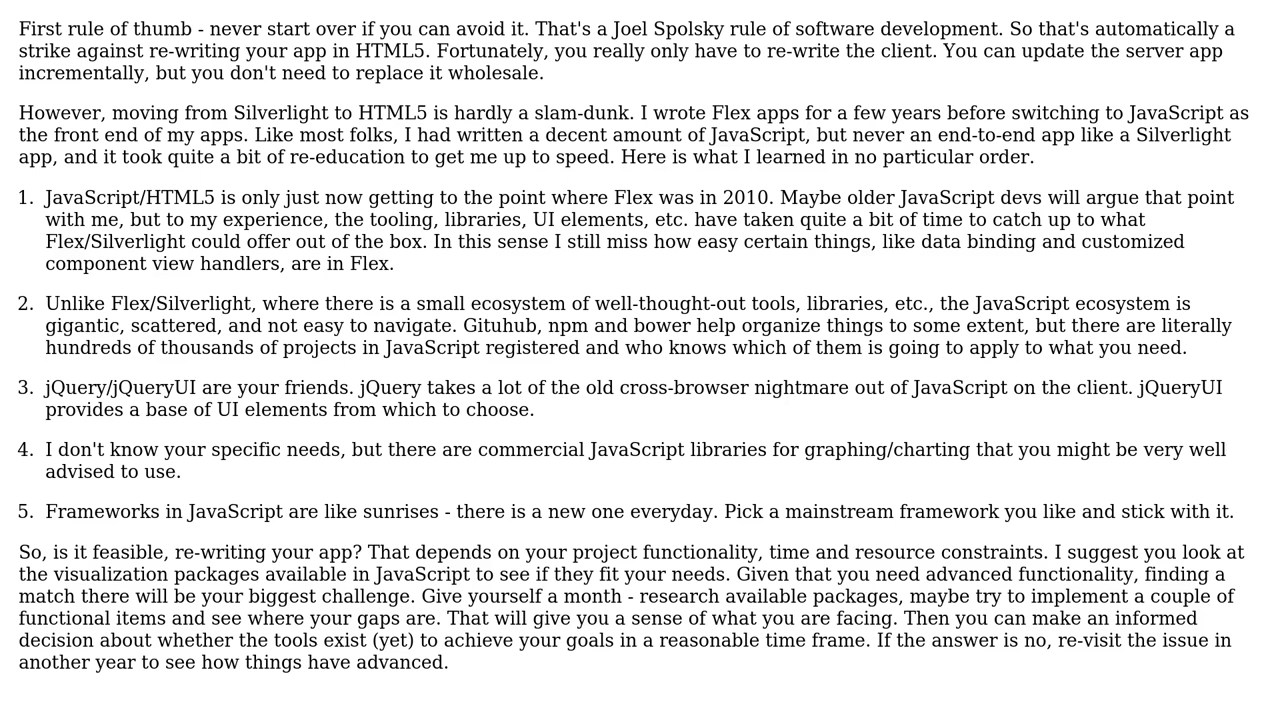 First rule of thumb - never start over if you can avoid it. That's a Joel Spolsky rule of software development. So that's automatically a
strike against re-writing your app in HTML5. Fortunately, you really only have to re-write the client. You can update the server app
incrementally, but you don't need to replace it wholesale.
However, moving from Silverlight to HTML5 is hardly a slam-dunk. I wrote Flex apps for a few years before switching to JavaScript as
the front end of my apps. Like most folks, I had written a decent amount of JavaScript, but never an end-to-end app like a Silverlight
app, and it took quite a bit of re-education to get me up to speed. Here is what I learned in no particular order.
1. JavaScript/HTML5 is only just now getting to the point where Flex was in 2010. Maybe older JavaScript devs will argue that point
with me, but to my experience, the tooling, libraries, UI elements, etc. have taken quite a bit of time to catch up to what
Flex/Silverlight could offer out of the box. In this sense I still miss how easy certain things, like data binding and customized
component view handlers, are in Flex.
2. Unlike Flex/Silverlight, where there is a small ecosystem of well-thought-out tools, libraries, etc., the JavaScript ecosystem is
gigantic, scattered, and not easy to navigate. Gituhub, npm and bower help organize things to some extent, but there are literally
hundreds of thousands of projects in JavaScript registered and who knows which of them is going to apply to what you need.
3. jQuery/jQueryUI are your friends. jQuery takes a lot of the old cross-browser nightmare out of JavaScript on the client. jQueryUI
provides a base of UI elements from which to choose.
4. I don't know your specific needs, but there are commercial JavaScript libraries for graphing/charting that you might be very well
advised to use.
5. Frameworks in JavaScript are like sunrises - there is a new one everyday. Pick a mainstream framework you like and stick with it.
So, is it feasible, re-writing your app? That depends on your project functionality, time and resource constraints. I suggest you look at
the visualization packages available in JavaScript to see if they fit your needs. Given that you need advanced functionality, finding a
match there will be your biggest challenge. Give yourself a month - research available packages, maybe try to implement a couple of
functional items and see where your gaps are. That will give you a sense of what you are facing. Then you can make an informed
decision about whether the tools exist (yet) to achieve your goals in a reasonable time frame. If the answer is no, re-visit the issue in
another year to see how things have advanced.